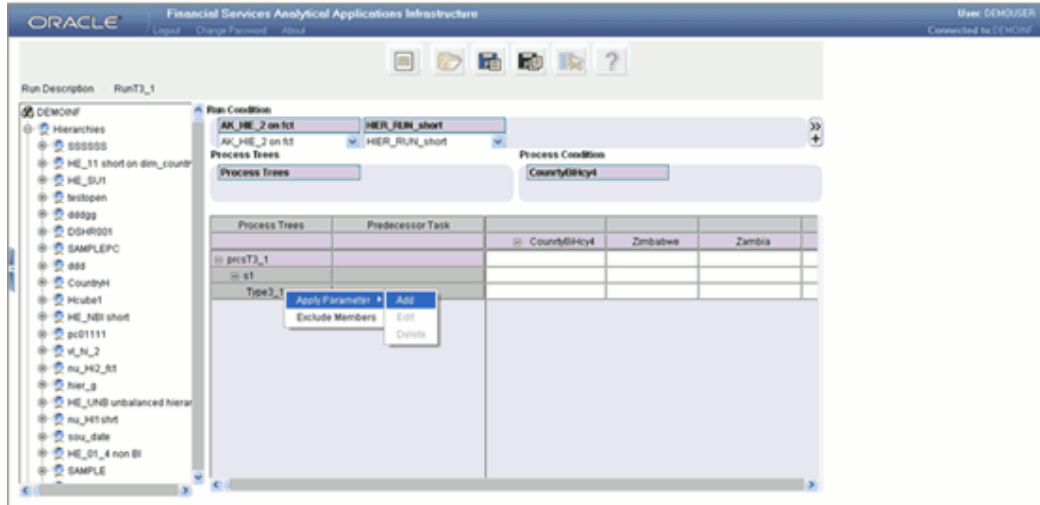 ORACLE Financial Services Analytical Applications Infrastructure
Logout Change Password About
User: DEMOUSER
Connected to:DEMOINF
Run Description RunT3_1
DEMOINF
Hierarchies
SSSSSS
HE_11 short on dim_countr
HE_SU1
testopen
dddgg
DSHR001
SAMPLEPC
ddd
CountryH
Hcube1
HE_NBI short
pc01111
vl_hi_2
nu_Hi2_fct
hier_g
HE_UNB unbalanced hierar
nu_HI1shrt
sou_date
HE_01_4 non BI
SAMPLE
Run Condition
AK_HIE_2 on fct HIER_RUN_short
AK_HIE_2 on fct HIER_RUN_short
Process Trees Process Condition
Process Trees CounrtyBiHcy4
Process Trees Predecessor Task
CounrtyBiHcy4 Zimbabwe Zambia
prcsT3_1
s1
Type3_1
Apply Parameter Add
Exclude Members Edit
Delete